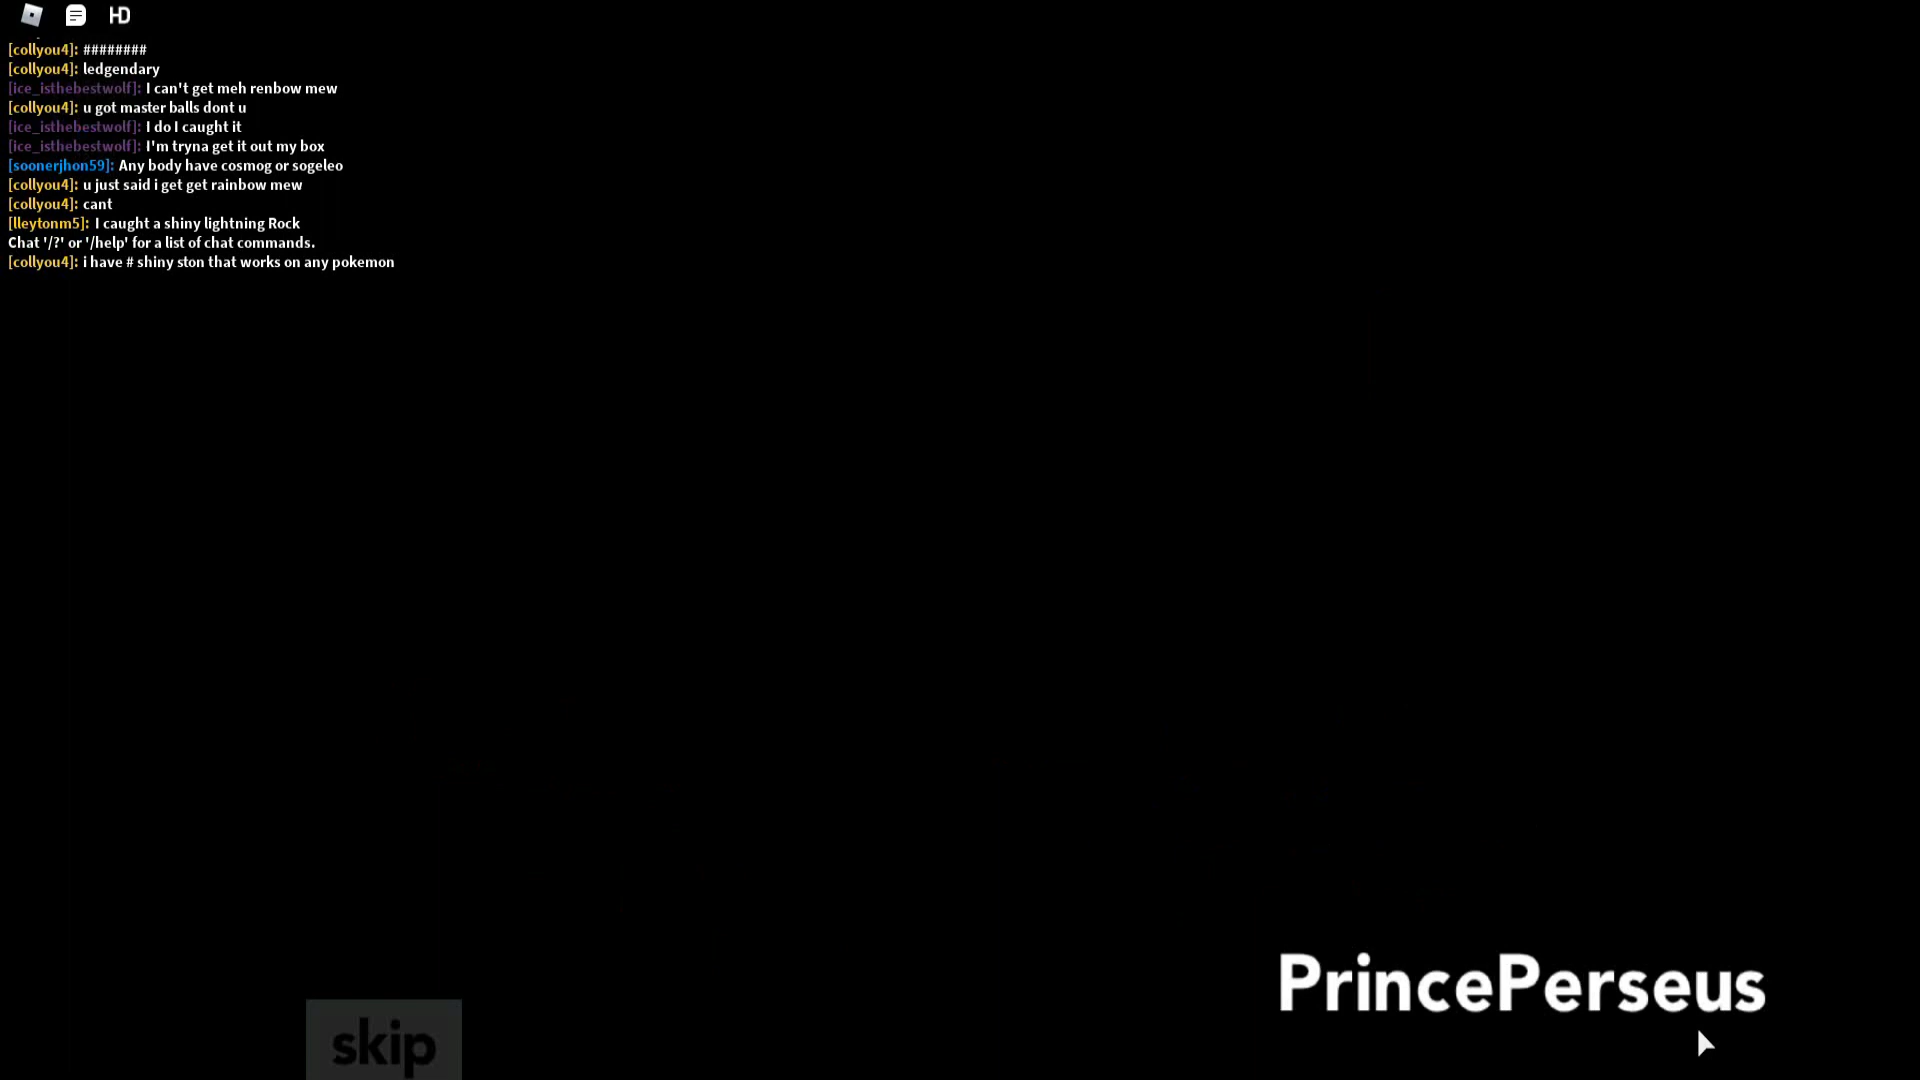 HD
[collyou4]: ########
[collyou4]: ledgendary
[ice_isthebestwolf]: I can't get meh renbow mew
[collyou4]: u got master balls dont u
[ice_isthebestwolf]: I do I caught it
[ice_isthebestwolf]: I'm tryna get it out my box
[soonerjhon59]: Any body have cosmog or sogeleo
[collyou4]: u just said i get get rainbow mew
[collyou4]: cant
[lleytonm5]: I caught a shiny lightning Rock
Chat '/?' or '/help' for a list of chat commands.
[collyou4]: i have # shiny ston that works on any pokemon
PrincePerseus
skip